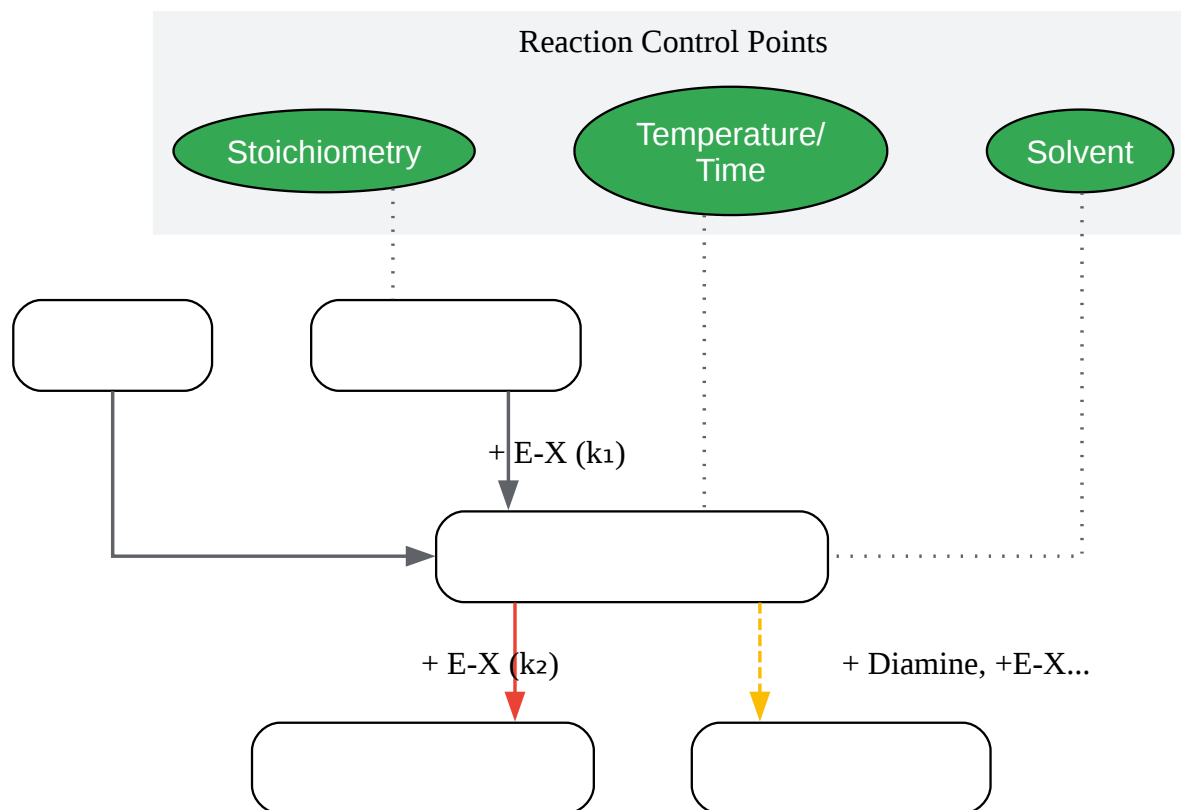 Reaction Control Points
Stoichiometry
Temperature/
Time
Solvent
+ E-X (k₁)
+ E-X (k₂)
+ Diamine, +E-X...